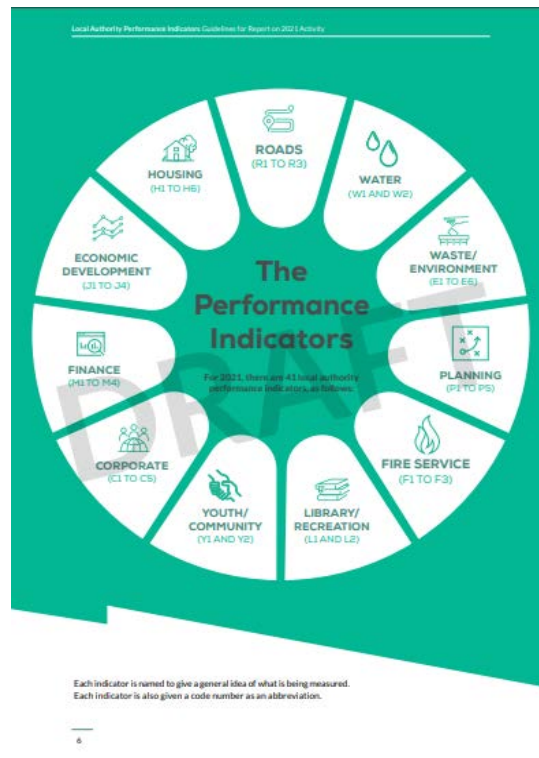 Local Authority Performance Indicators Guidelines for Report on 2021 Activity
ROADS
(R1 TO R3)
WATER
(W1 AND W2)
WASTE/
ENVIRONMENT
(E1 TO E6)
PLANNING
(P1 TO P5)
FIRE SERVICE
(F1 TO F3)
LIBRARY/
RECREATION
(L1 AND L2)
YOUTH/
COMMUNITY
(Y1 AND Y2)
CORPORATE
(C1 TO C5)
FINANCE
(M1 TO M4)
ECONOMIC
DEVELOPMENT
(J1 TO J4)
HOUSING
(H1 TO H6)
The
Performance
Indicators
For 2021, there are 41 local authority
performance indicators, as follows:
DRAFT
Each indicator is named to give a general idea of what is being measured.
Each indicator is also given a code number as an abbreviation.
6